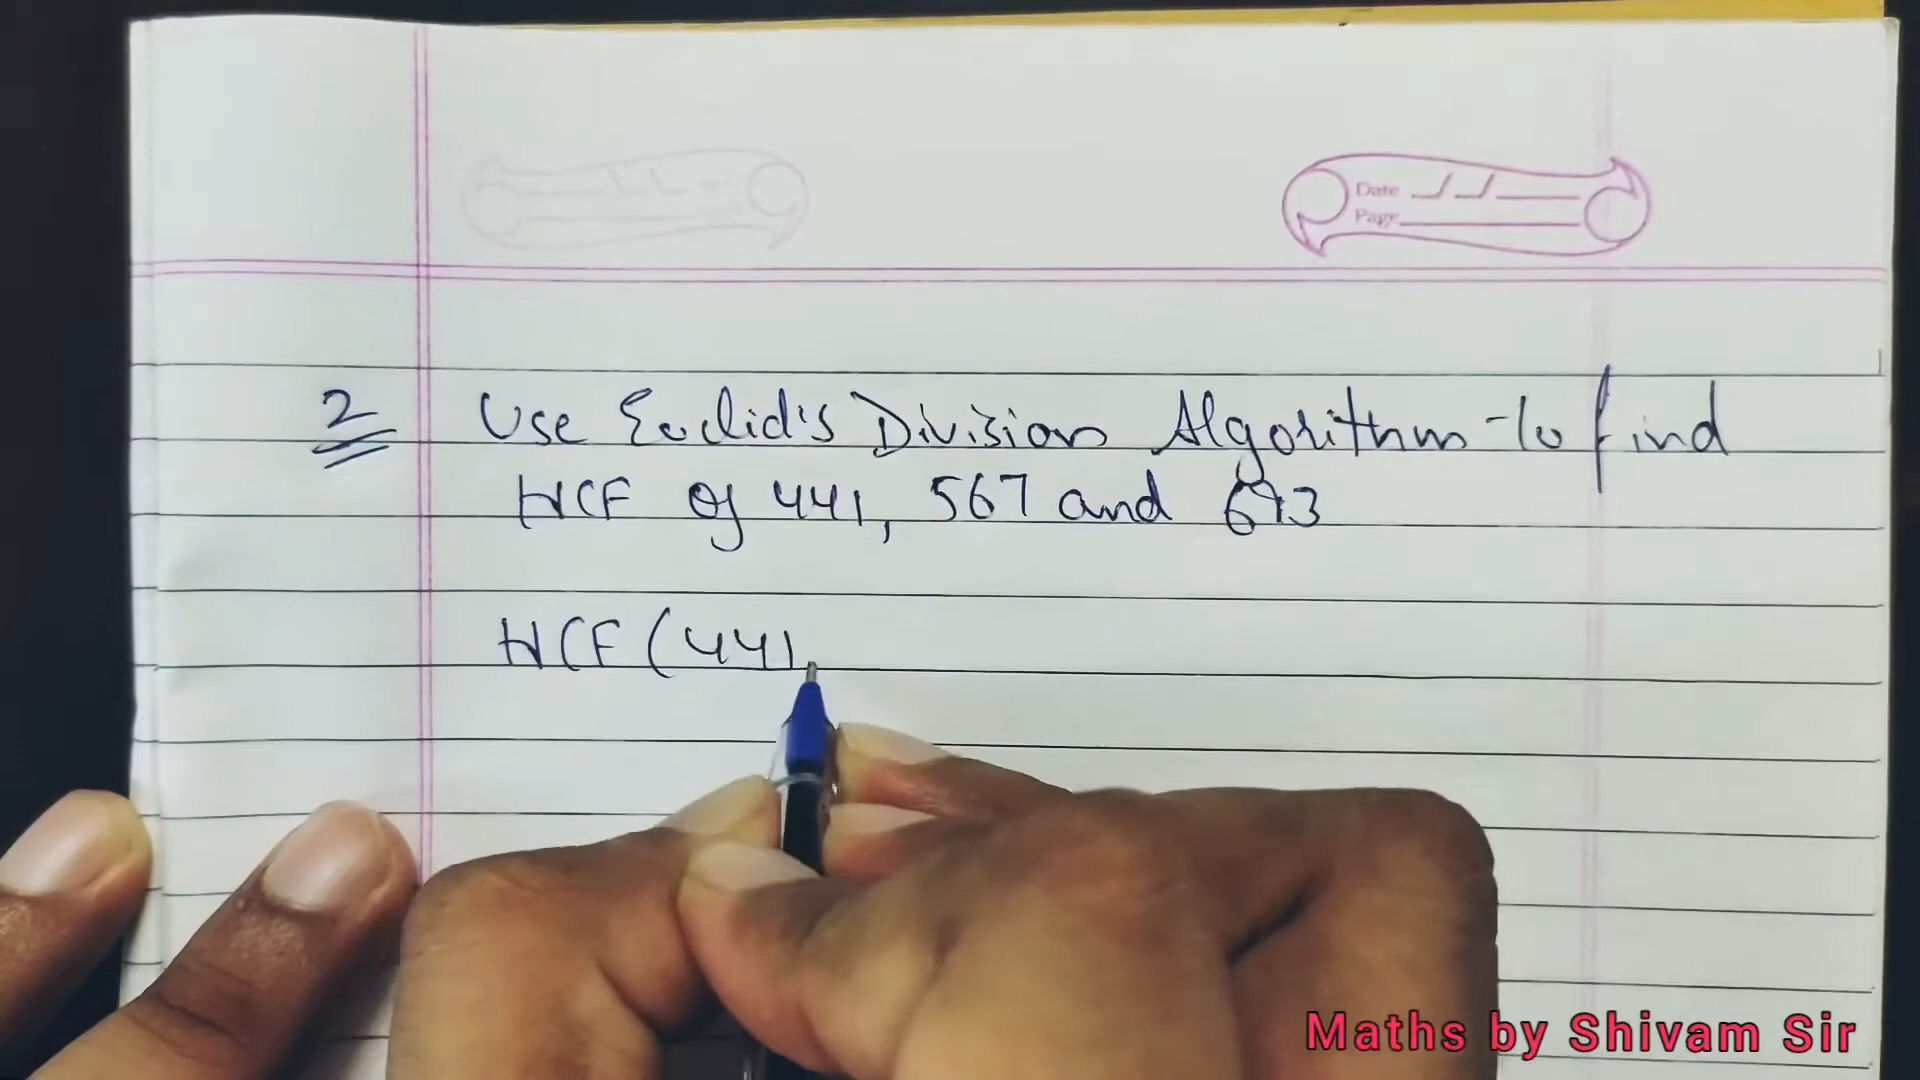 Date
Page
2 Use Euclid's Division Algorithm to find
HCF of 441, 567 and 693
HCF (441,
Maths by Shivam Sir